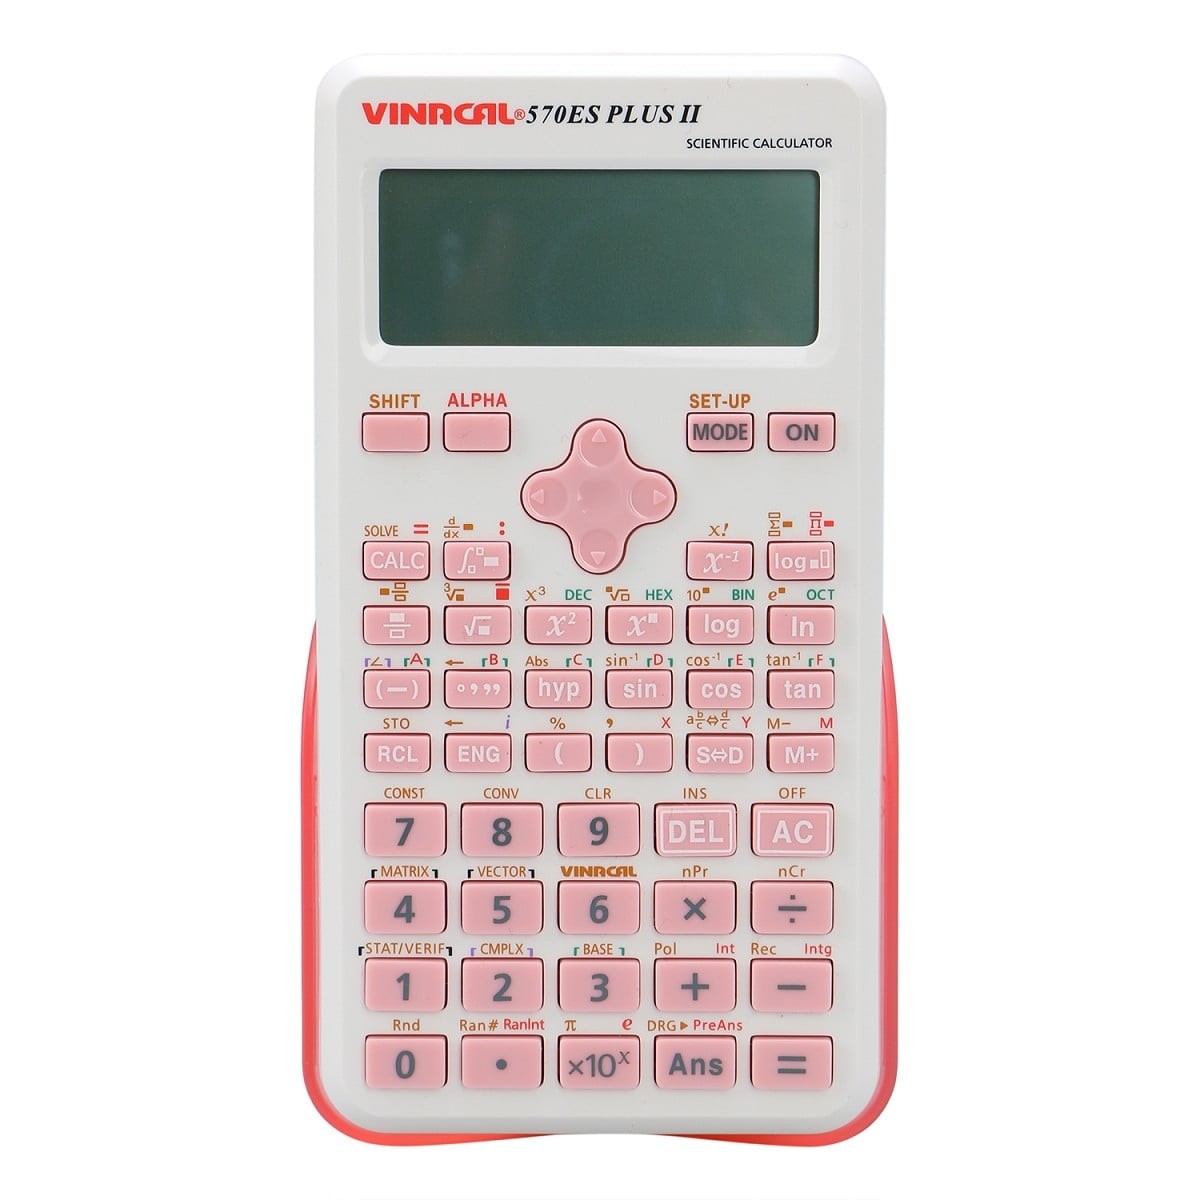 VINACAL® 570ES PLUS II
SCIENTIFIC CALCULATOR
SHIFT ALPHA SET-UP
MODE ON
SOLVE = d/dx : x! Σ Π
CALC ∫ x⁻¹ log
³√ x³ DEC √ HEX 10 BIN e OCT
√ x² x log ln
∠ A ← B Abs C sin⁻¹ D cos⁻¹ E tan⁻¹ F
(−) ° ’ ’’ hyp sin cos tan
STO ← i % , X a b/c ⇔ d/c Y M− M
RCL ENG ( ) S⇔D M+
CONST CONV CLR INS OFF
7 8 9 DEL AC
MATRIX VECTOR VINACAL nPr nCr
4 5 6 × ÷
STAT/VERIF CMPLX BASE Pol Int Rec Intg
1 2 3 + −
Rnd Ran# RanInt π e DRG▶ PreAns
0 • ×10ˣ Ans =